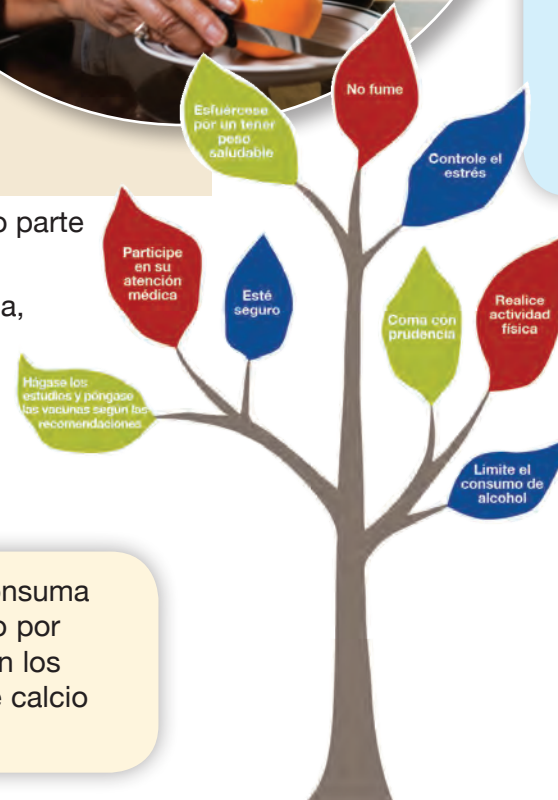 Esfuércese
por un tener
peso
saludable
No fume
Controle el
estrés
o parte
a,
Participe
en su
atención
médica
Esté
seguro
Coma con
prudencia
Realice
actividad
física
Hágase los
estudios y póngase
las vacunas según las
recomendaciones
Limite el
consumo de
alcohol
onsuma
o por
n los
e calcio